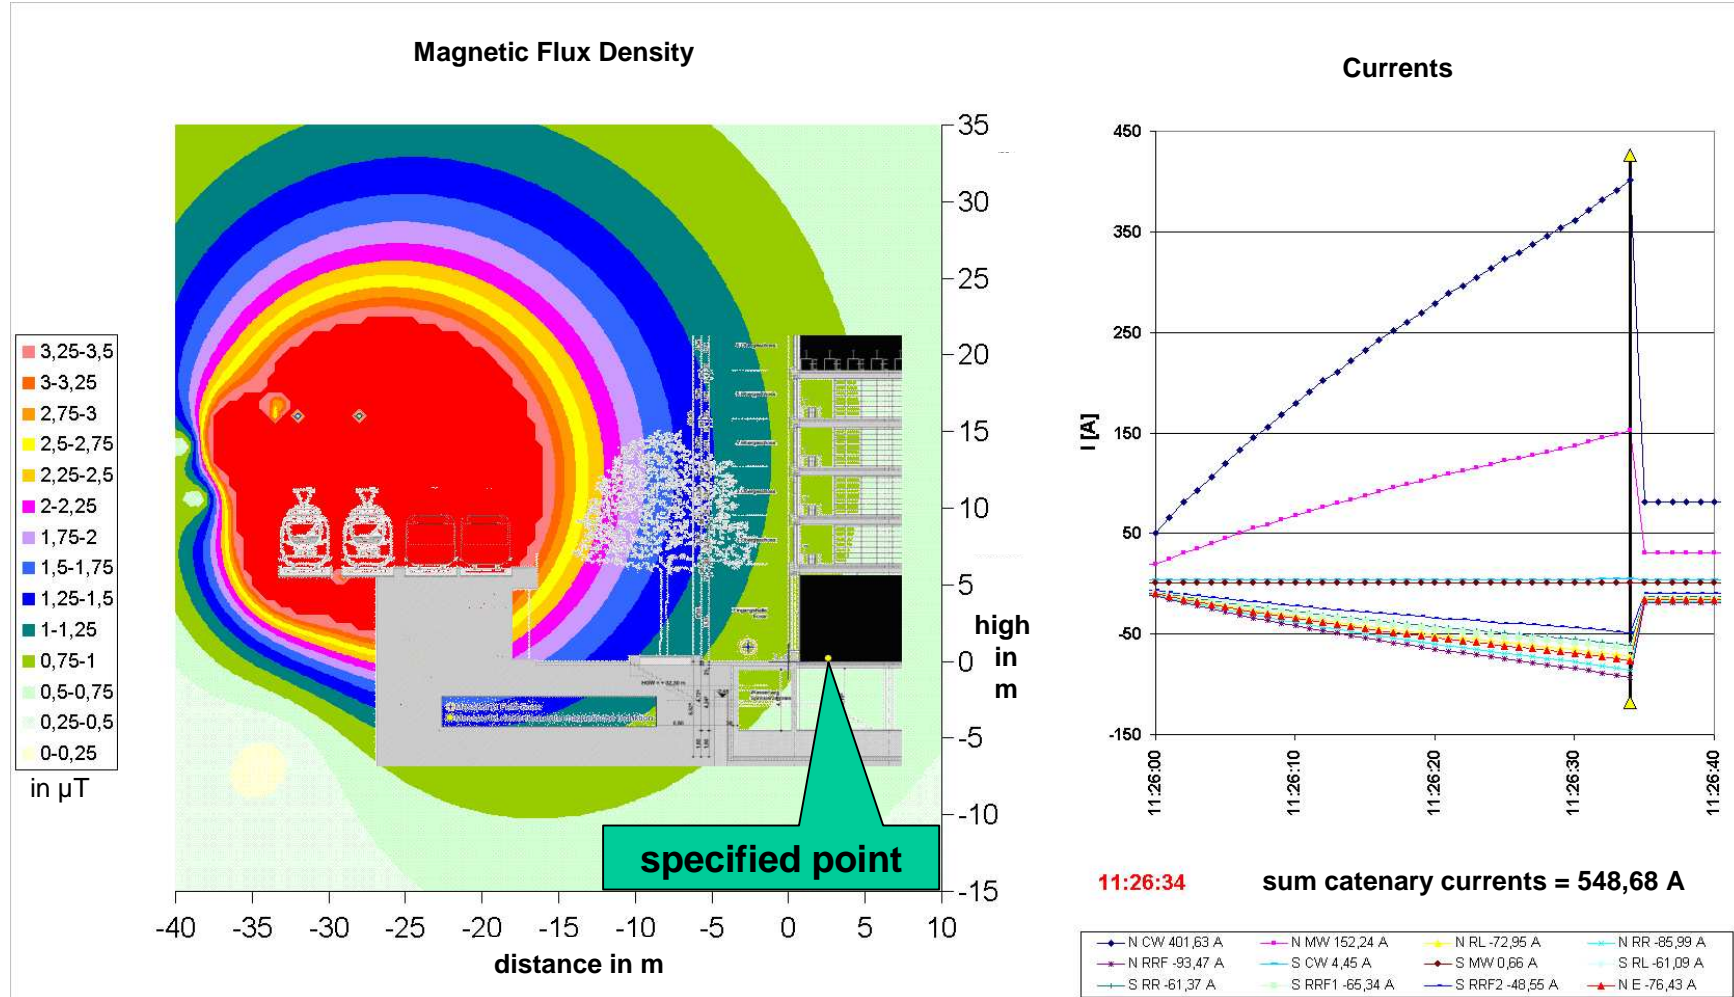 Magnetic Flux Density
Currents
35
30
25
20
15
10
5
0
-5
-10
-15
high
in
m
-40 -35 -30 -25 -20 -15 -10 -5 0 5 10
distance in m
3,25-3,5
3-3,25
2,75-3
2,5-2,75
2,25-2,5
2-2,25
1,75-2
1,5-1,75
1,25-1,5
1-1,25
0,75-1
0,5-0,75
0,25-0,5
0-0,25
in µT
specified point
I [A]
450
350
250
150
50
-50
-150
11:26:00 11:26:10 11:26:20 11:26:30 11:26:40
11:26:34 sum catenary currents = 548,68 A
N CW 401,63 A N MW 152,24 A N RL -72,95 A N RR -85,99 A
N RRF -93,47 A S CW 4,45 A S MW 0,66 A S RL -61,09 A
S RR -61,37 A S RRF1 -65,34 A S RRF2 -48,55 A N E -76,43 A